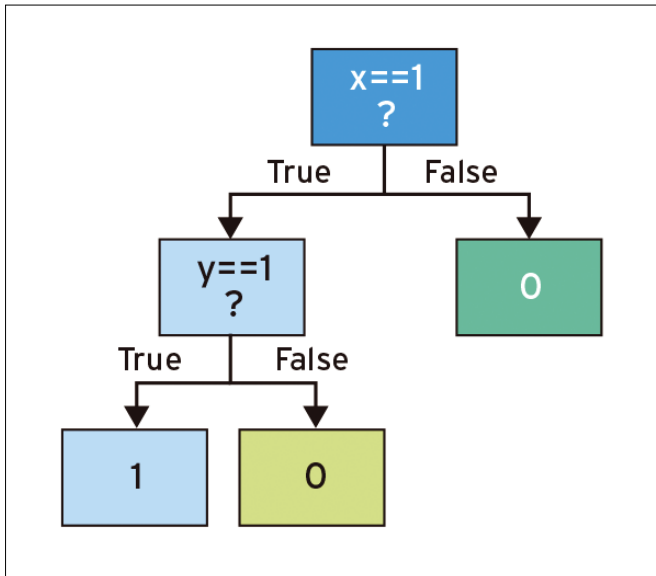 x==1
?
True
False
y==1
?
0
True
False
1
0